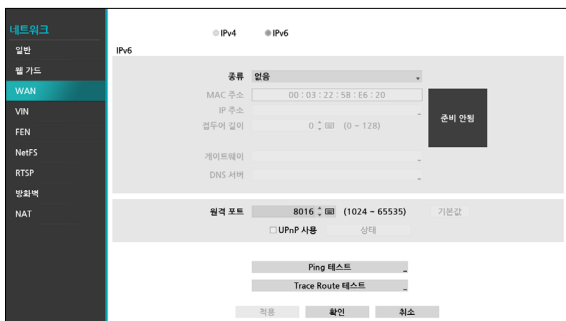 네트워크
일반
웹 가드
WAN
VIN
FEN
NetFS
RTSP
방화벽
NAT
IPv4 IPv6
IPv6
종류 없음
MAC 주소 00 : 03 : 22 : 5B : E6 : 20
IP 주소
접두어 길이 0 (0 ~ 128)
준비 안됨
게이트웨이
DNS 서버
원격 포트 8016 (1024 ~ 65535) 기본값
UPnP 사용 상태
Ping 테스트
Trace Route 테스트
적용 확인 취소